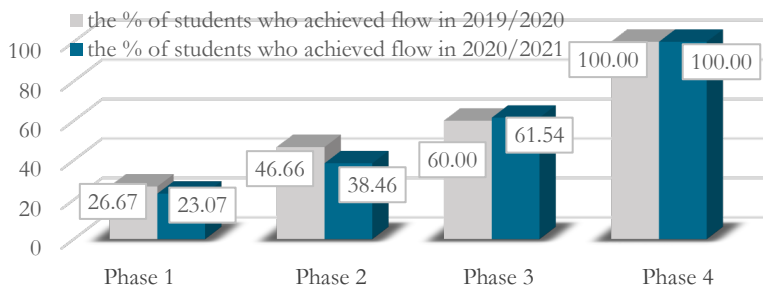 the % of students who achieved flow in 2019/2020
the % of students who achieved flow in 2020/2021
100
80
60
40
20
0
26.67
23.07
46.66
38.46
60.00
61.54
100.00
100.00
Phase 1
Phase 2
Phase 3
Phase 4